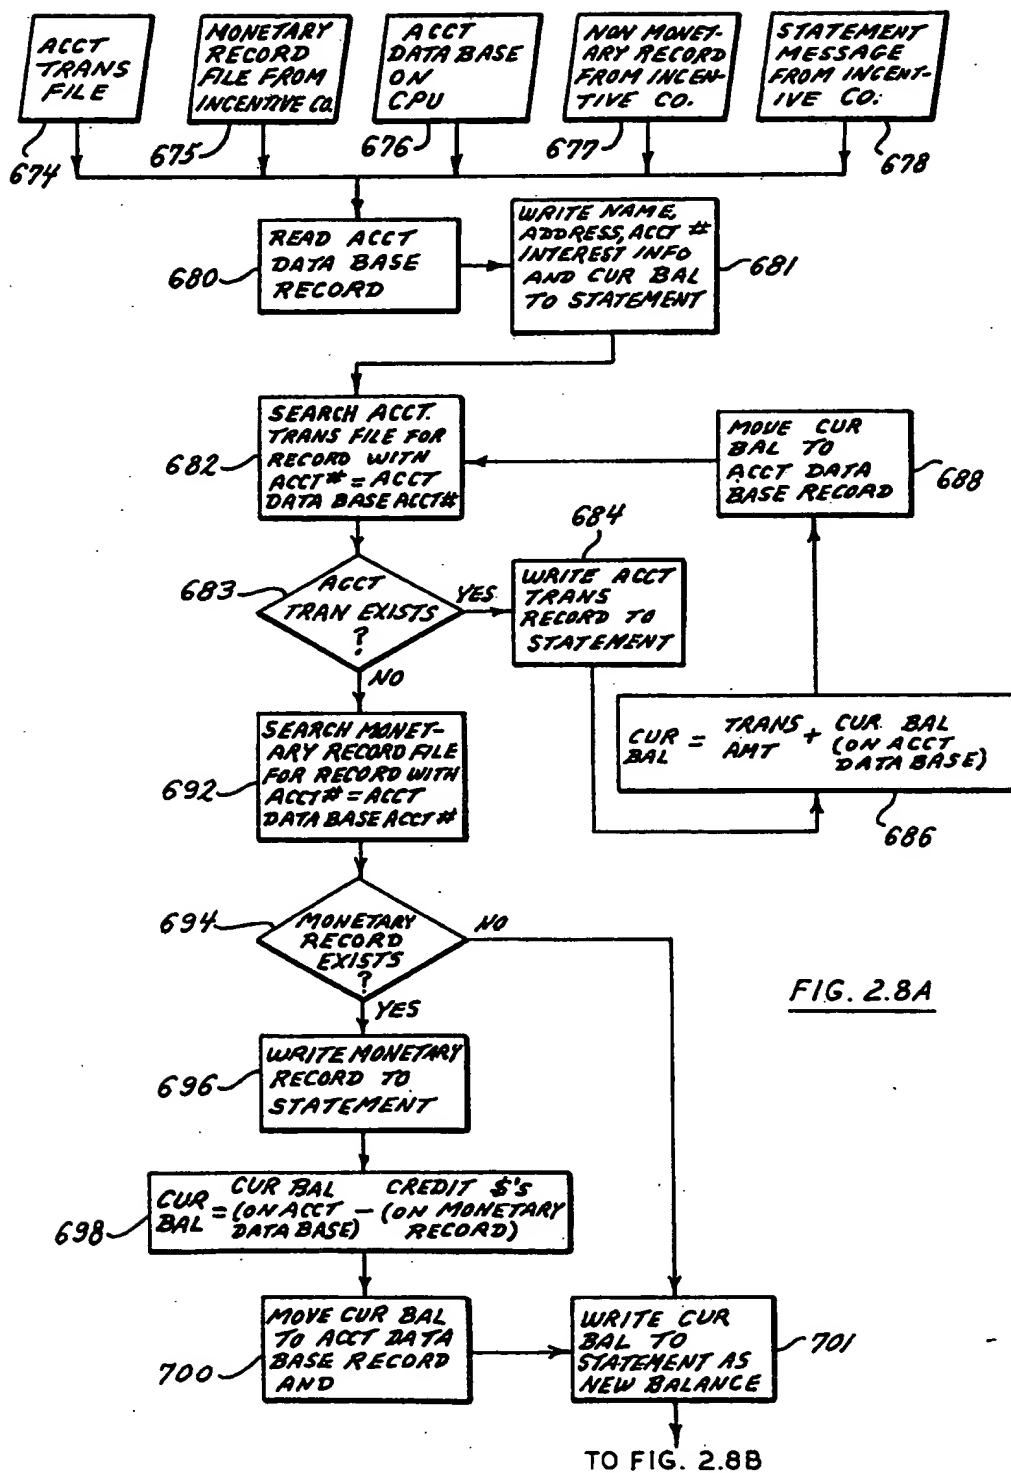 ACCT
TRANS
FILE
674
MONETARY
RECORD
FILE FROM
INCENTIVE CO.
675
ACCT
DATA BASE
ON
CPU
676
NON MONET-
ARY RECORD
FROM INCEN-
TIVE CO.
677
STATEMENT
MESSAGE
FROM INCENT-
IVE CO.
678
READ ACCT
DATA BASE
RECORD
680
WRITE NAME,
ADDRESS, ACCT #
INTEREST INFO
AND CUR BAL
TO STATEMENT
681
SEARCH ACCT.
TRANS FILE FOR
RECORD WITH
ACCT# = ACCT
DATA BASE ACCT#
682
MOVE CUR
BAL TO
ACCT DATA
BASE RECORD
688
683
ACCT
TRAN EXISTS
?
YES
NO
684
WRITE ACCT
TRANS
RECORD TO
STATEMENT
CUR BAL = TRANS AMT + CUR BAL
(ON ACCT
DATA BASE)
686
SEARCH MONET-
ARY RECORD FILE
FOR RECORD WITH
ACCT# = ACCT
DATA BASE ACCT#
692
694
MONETARY
RECORD
EXISTS
?
NO
YES
FIG. 2.8A
WRITE MONETARY
RECORD TO
STATEMENT
696
CUR BAL = CUR BAL (ON ACCT DATA BASE) - CREDIT $'S (ON MONETARY RECORD)
698
MOVE CUR BAL
TO ACCT DATA
BASE RECORD
AND
700
WRITE CUR
BAL TO
STATEMENT AS
NEW BALANCE
701
TO FIG. 2.8B